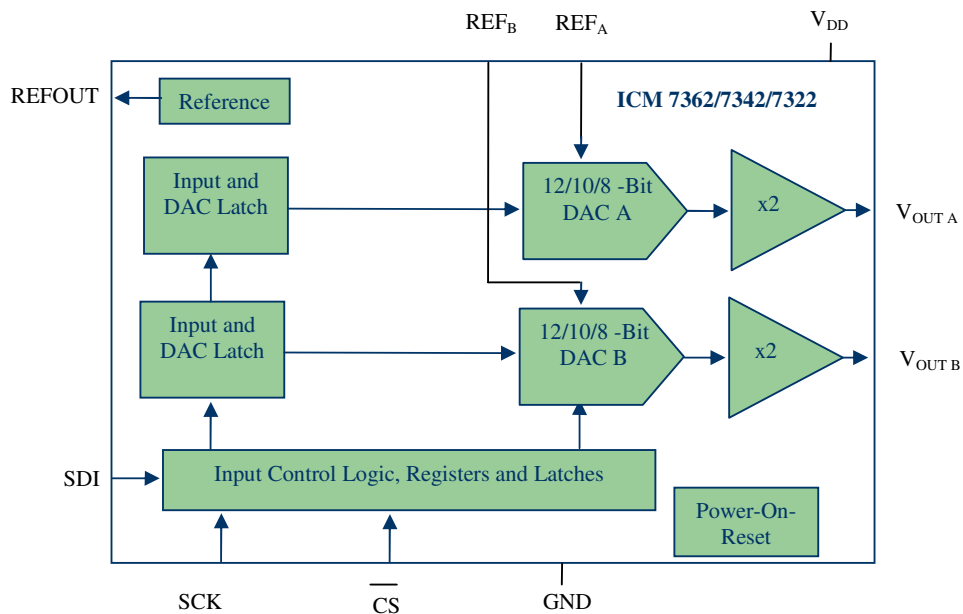 REF_B REF_A V_DD
REFOUT
Reference
ICM 7362/7342/7322
Input and
DAC Latch
12/10/8 -Bit
DAC A
x2
V_OUT A
Input and
DAC Latch
12/10/8 -Bit
DAC B
x2
V_OUT B
SDI
Input Control Logic, Registers and Latches
Power-On-
Reset
SCK
C̅S̅
GND